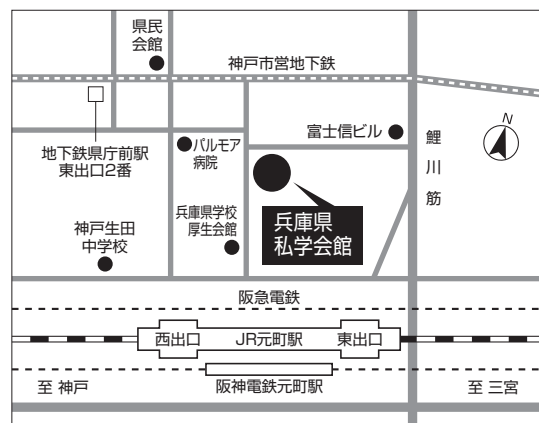 県民
会館
神戸市営地下鉄
N
富士信ビル
鯉川筋
パルモア
病院
地下鉄県庁前駅
東出口2番
兵庫県学校
厚生会館
兵庫県
私学会館
神戸生田
中学校
阪急電鉄
西出口
JR元町駅
東出口
至 神戸
阪神電鉄元町駅
至 三宮